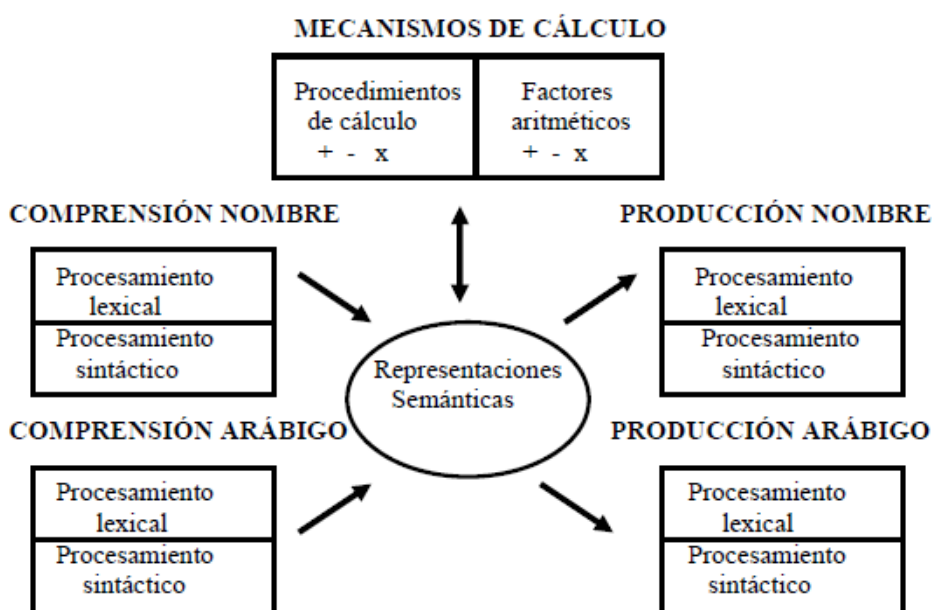 MECANISMOS DE CÁLCULO
Procedimientos
de cálculo
+ - x
Factores
aritméticos
+ - x
COMPRENSIÓN NOMBRE
Procesamiento
lexical
Procesamiento
sintáctico
PRODUCCIÓN NOMBRE
Procesamiento
lexical
Procesamiento
sintáctico
Representaciones
Semánticas
COMPRENSIÓN ARÁBIGO
Procesamiento
lexical
Procesamiento
sintáctico
PRODUCCIÓN ARÁBIGO
Procesamiento
lexical
Procesamiento
sintáctico